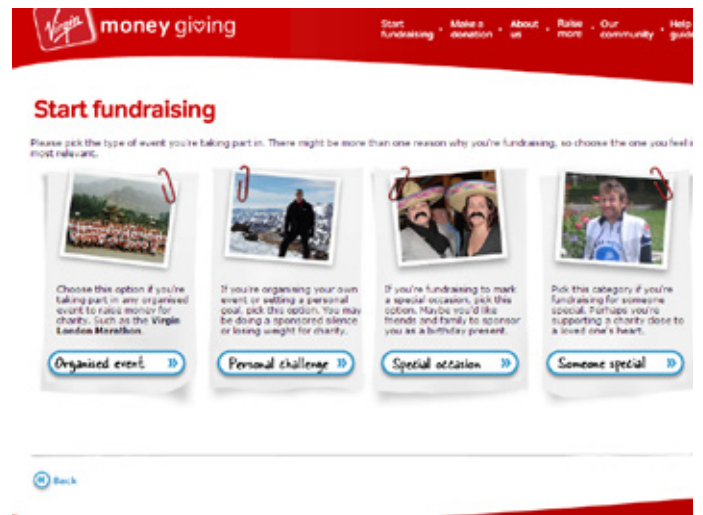 Virgin money giving
Start fundraising
Make a donation
About us
Raise more
Our community
Help guide
Start fundraising
Please pick the type of event you're taking part in. There might be more than one reason why you're fundraising, so choose the one you feel
most relevant.
Choose this option if you're
taking part in any organised
event to raise money for
charity. Such as the Virgin
London Marathon.
Organised event
If you're organising your own
event or setting a personal
goal, pick this option. You may
be doing a sponsored silence
or losing weight for charity.
Personal challenge
If you're fundraising to mark
a special occasion, pick this
option. Maybe you'd like
friends and family to sponsor
you as a birthday present.
Special occasion
Pick this category if you're
fundraising for someone
special. Perhaps you're
supporting a charity close to
a loved one's heart.
Someone special
Back